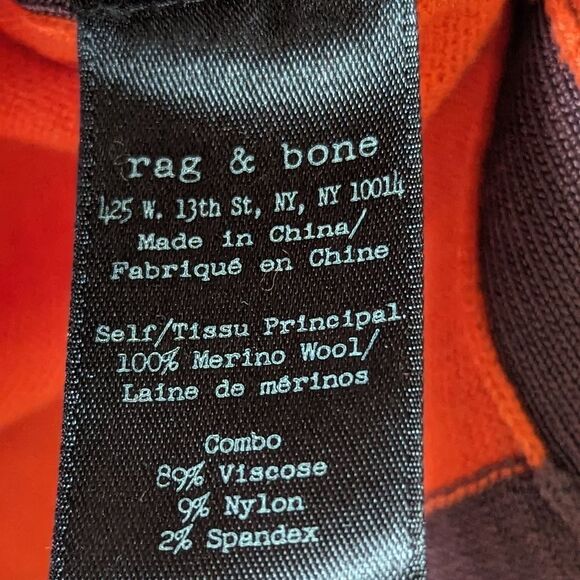 rag & bone
425 W. 13th St, NY, NY 10014
Made in China/
Fabriqué en Chine
Self/Tissu Principal
100% Merino Wool/
Laine de mérinos
Combo
89% Viscose
9% Nylon
2% Spandex